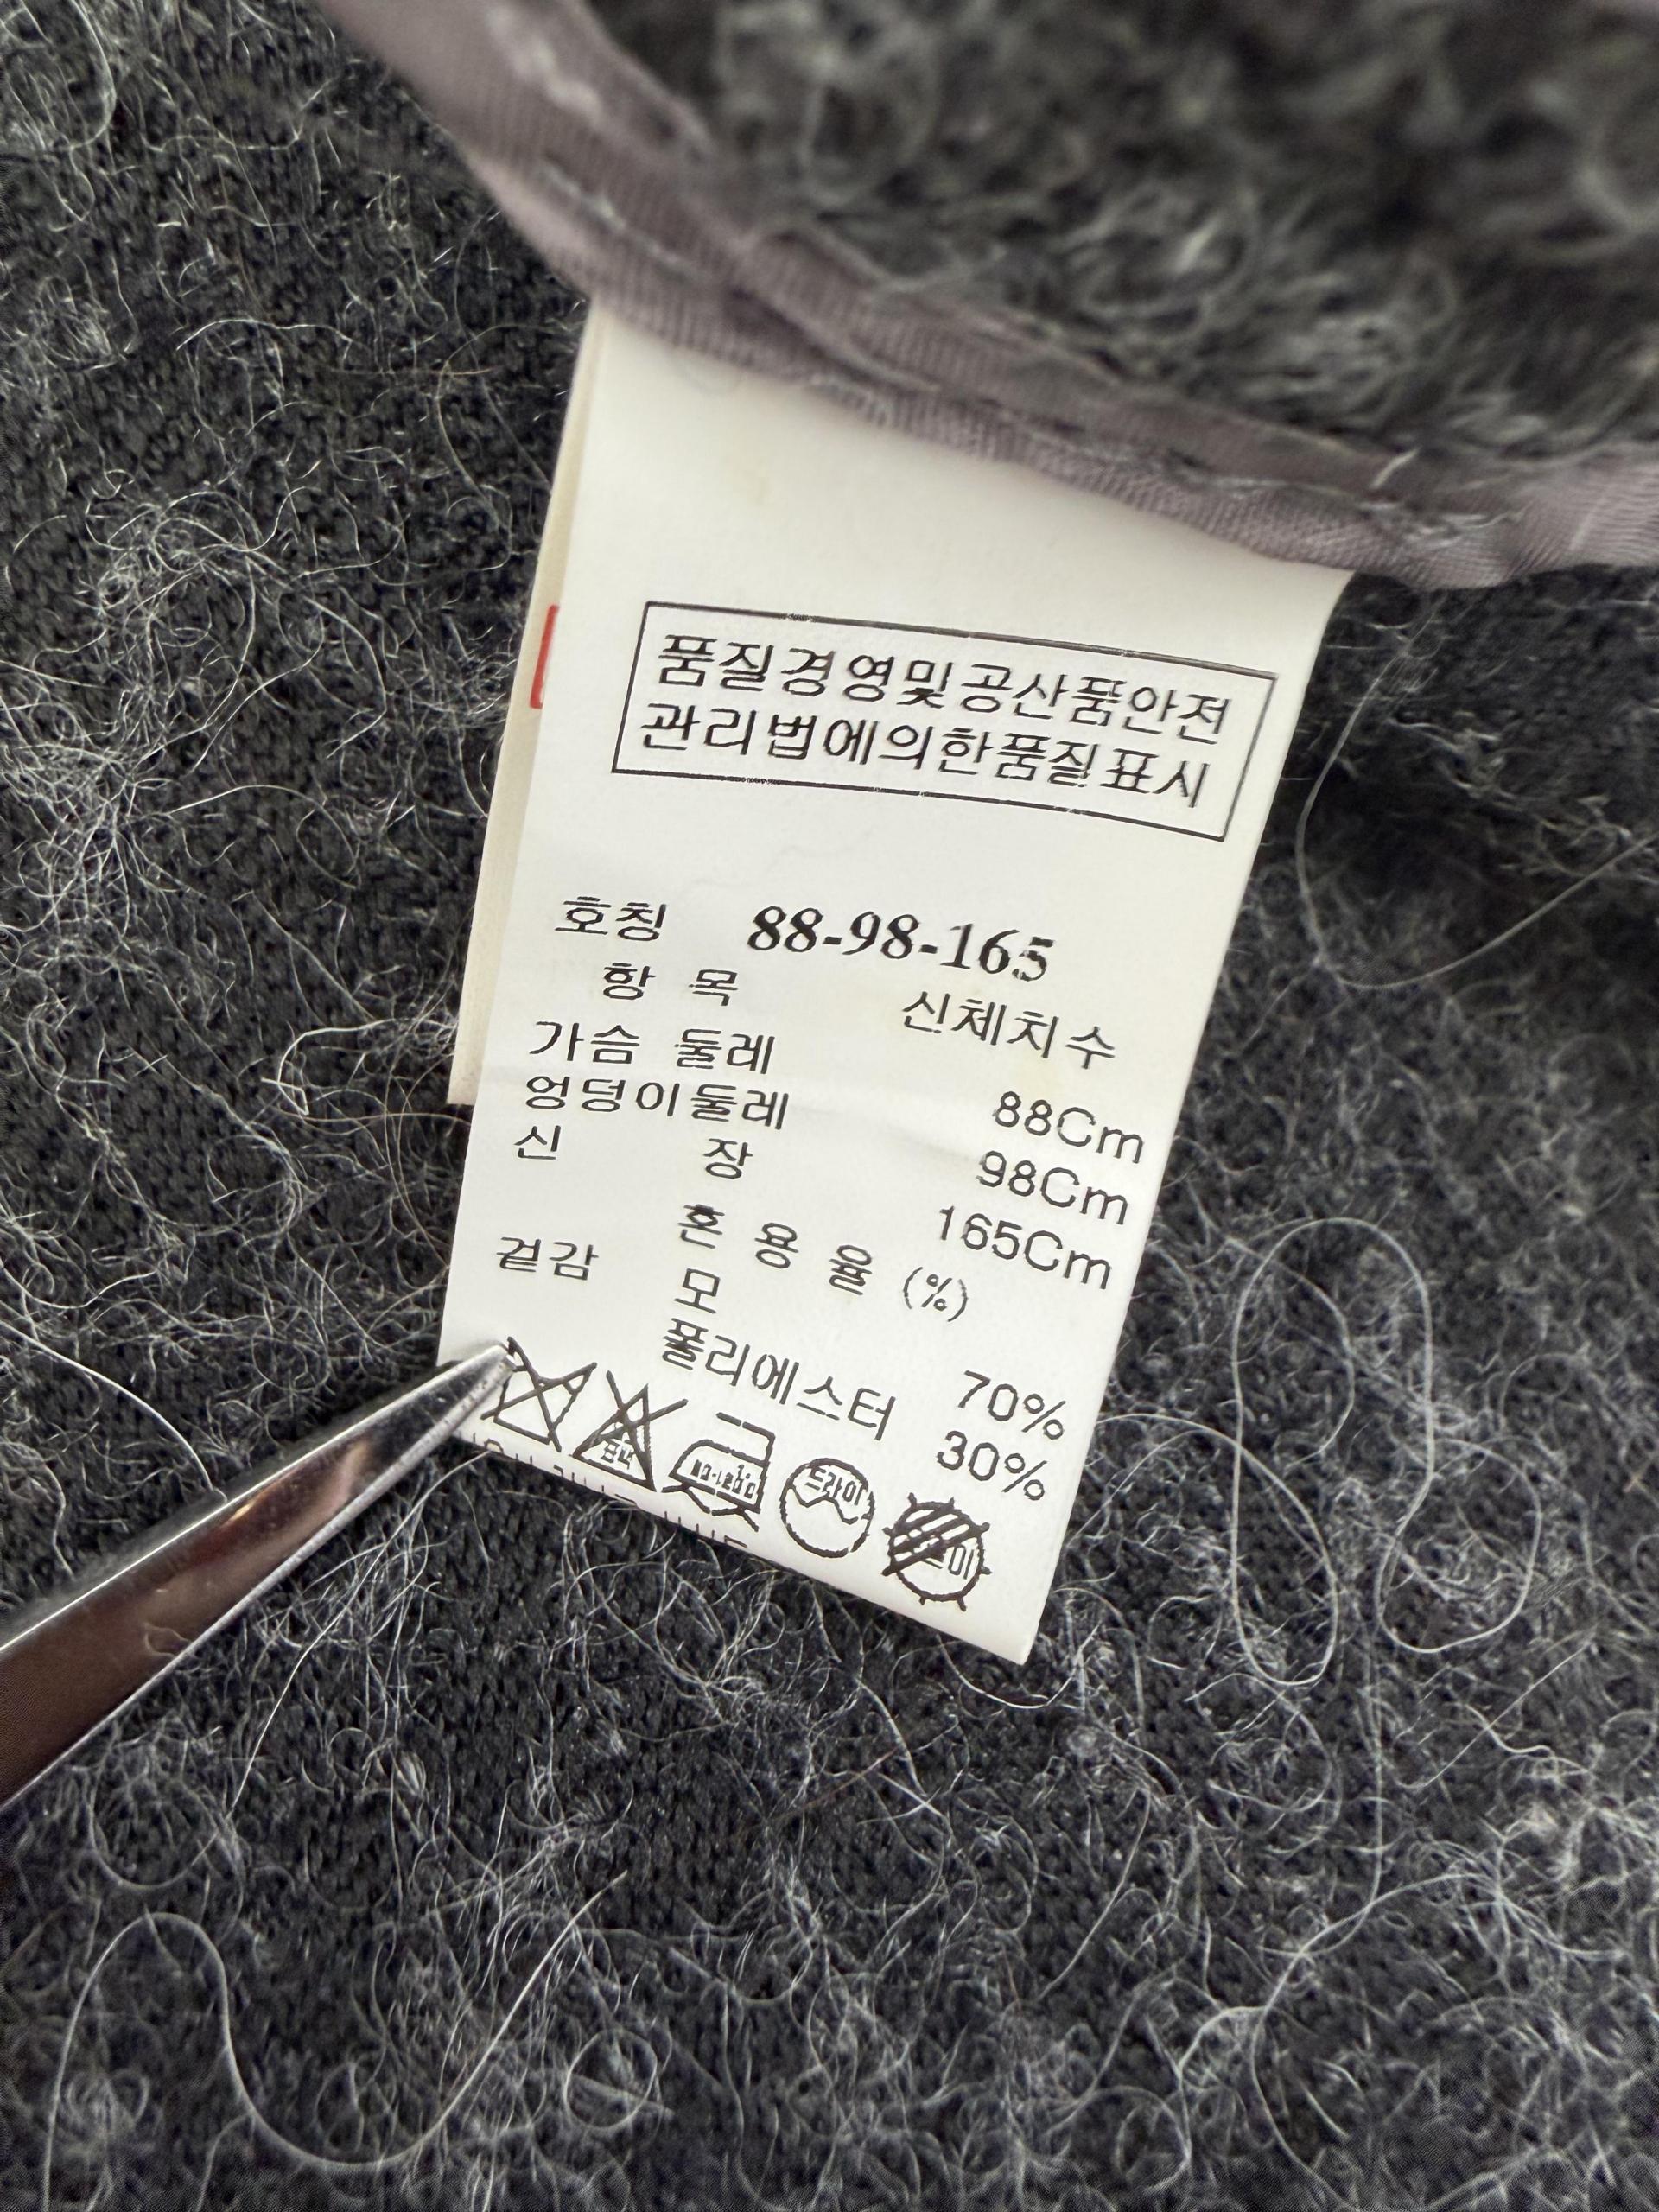 품질경영및공산품안전
관리법에의한품질표시
호칭 88-98-165
항 목 신체치수
가슴 둘레 88Cm
엉덩이둘레 98Cm
신 장 165Cm
혼 용 율 (%)
겉감 모 70%
폴리에스터 30%
표백
드라이